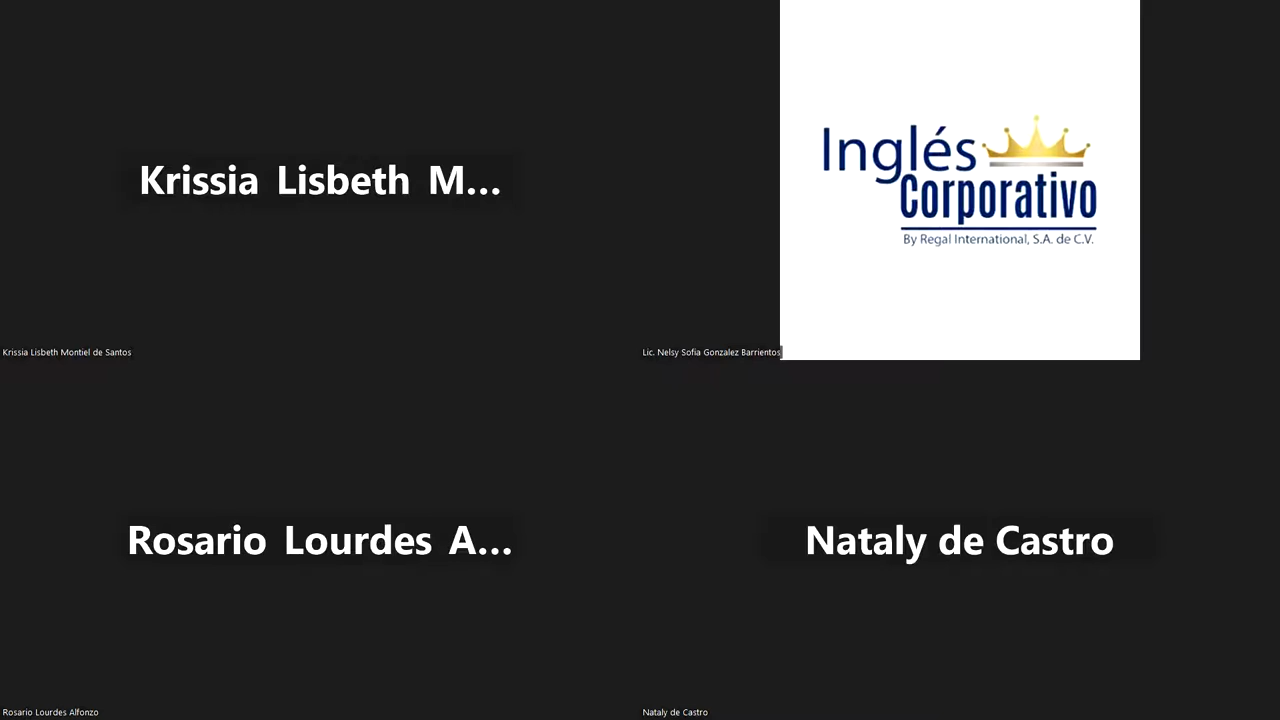 Krissia Lisbeth M...
Krissia Lisbeth Montiel de Santos
Inglés
Corporativo
By Regal International, S.A. de C.V.
Lic. Nelsy Sofia Gonzalez Barrientos
Rosario Lourdes A...
Rosario Lourdes Alfonzo
Nataly de Castro
Nataly de Castro